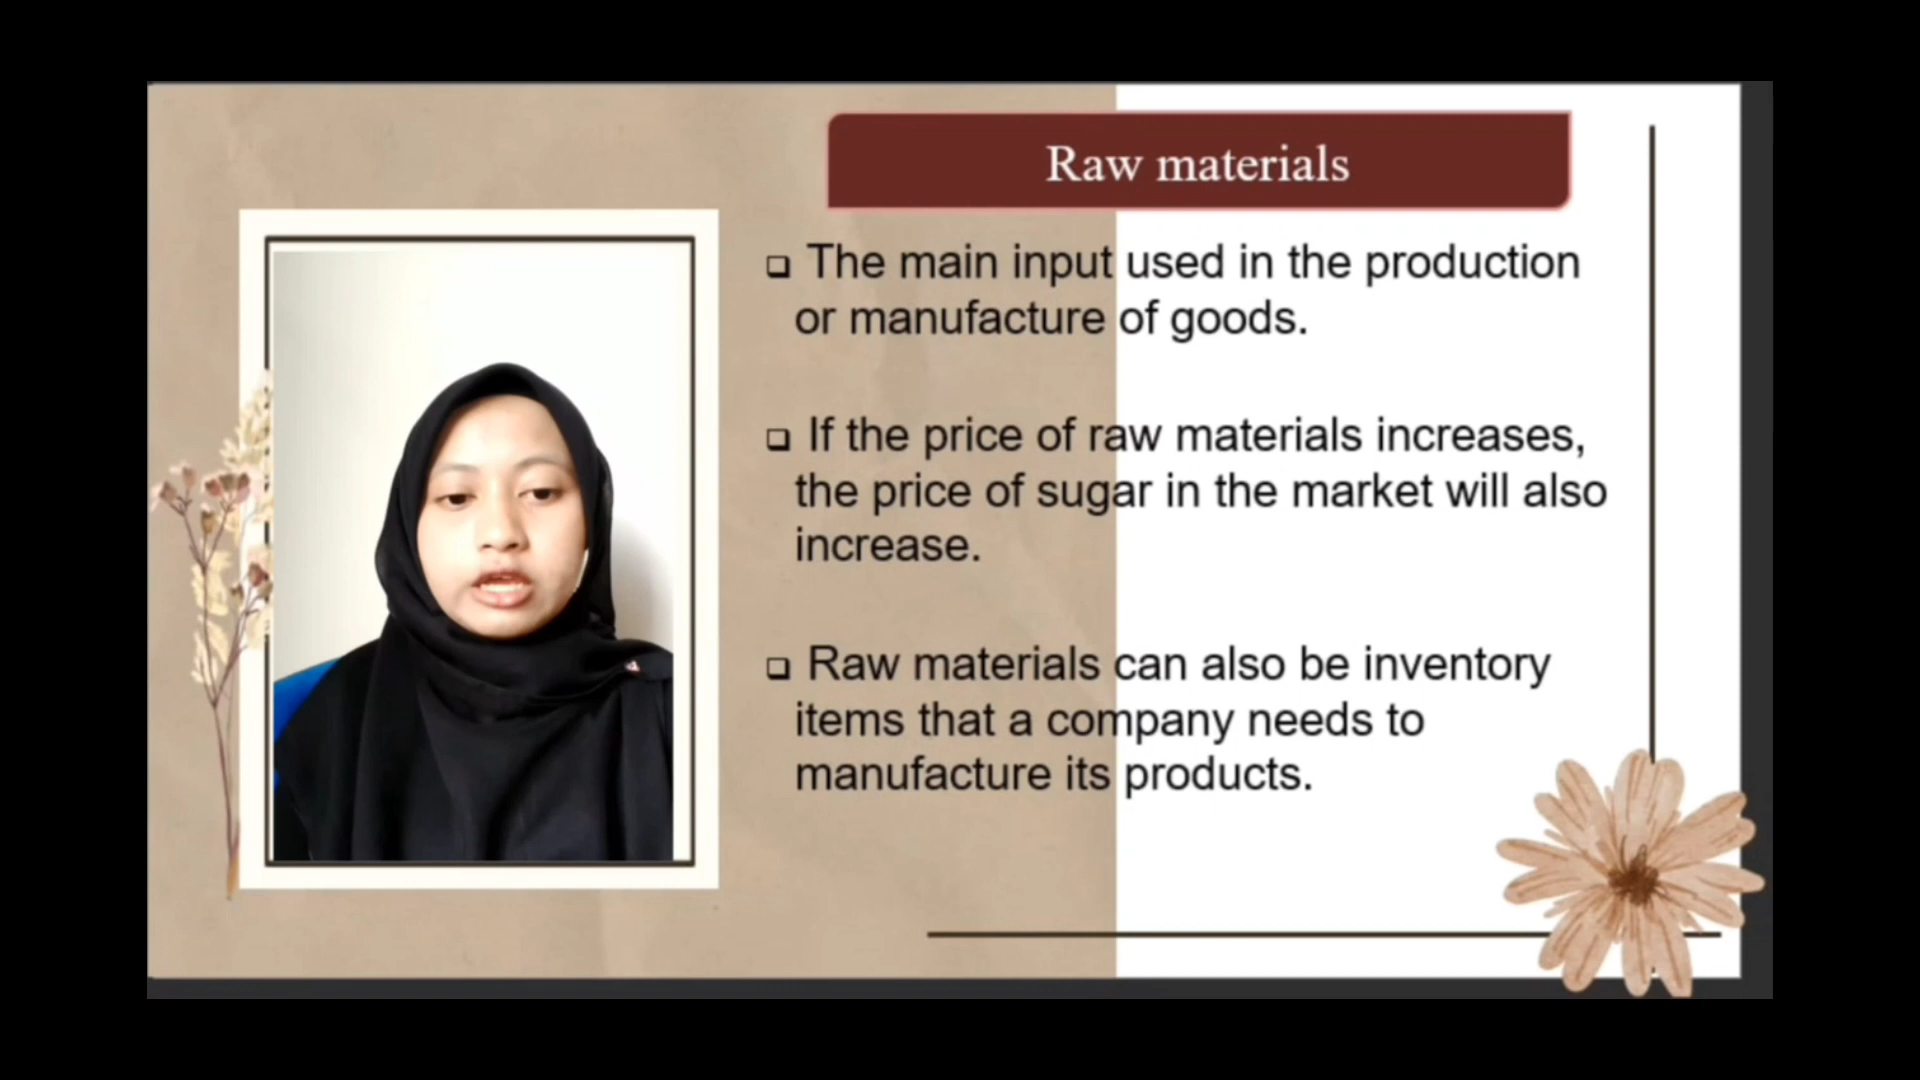 Raw materials
The main input used in the production
or manufacture of goods.
If the price of raw materials increases,
the price of sugar in the market will also
increase.
Raw materials can also be inventory
items that a company needs to
manufacture its products.